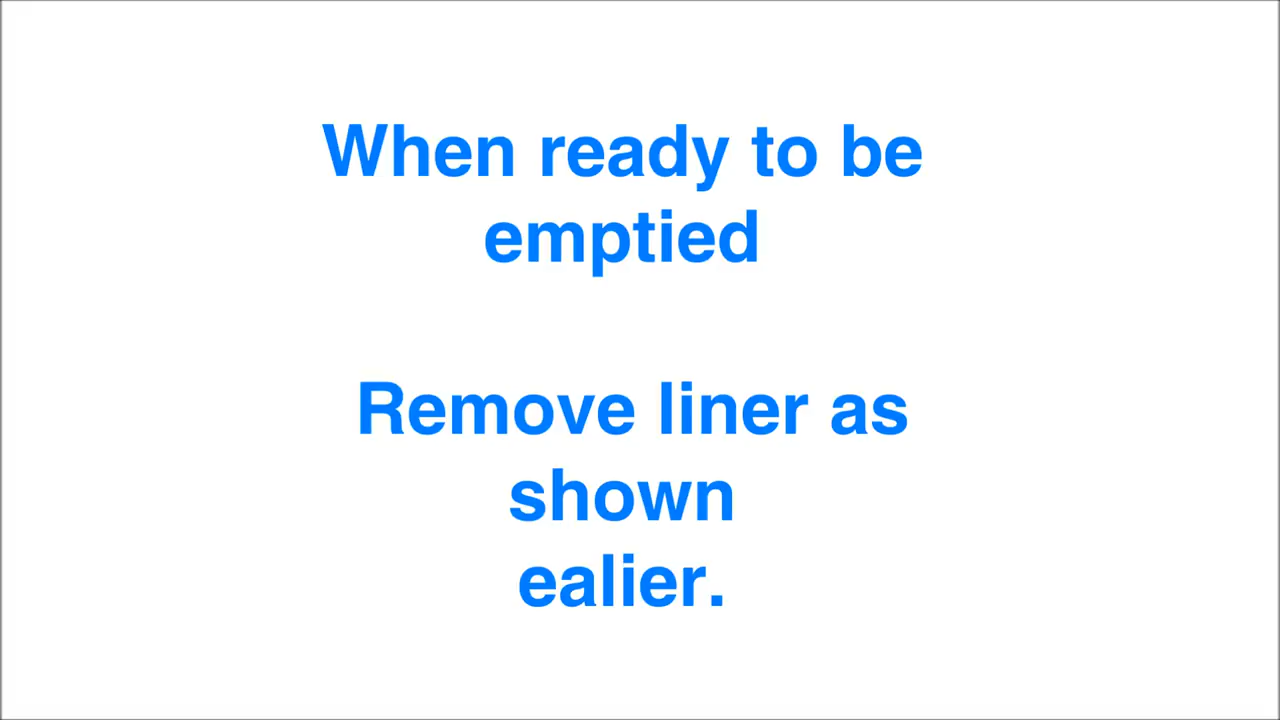 When ready to be
emptied
Remove liner as
shown
ealier.